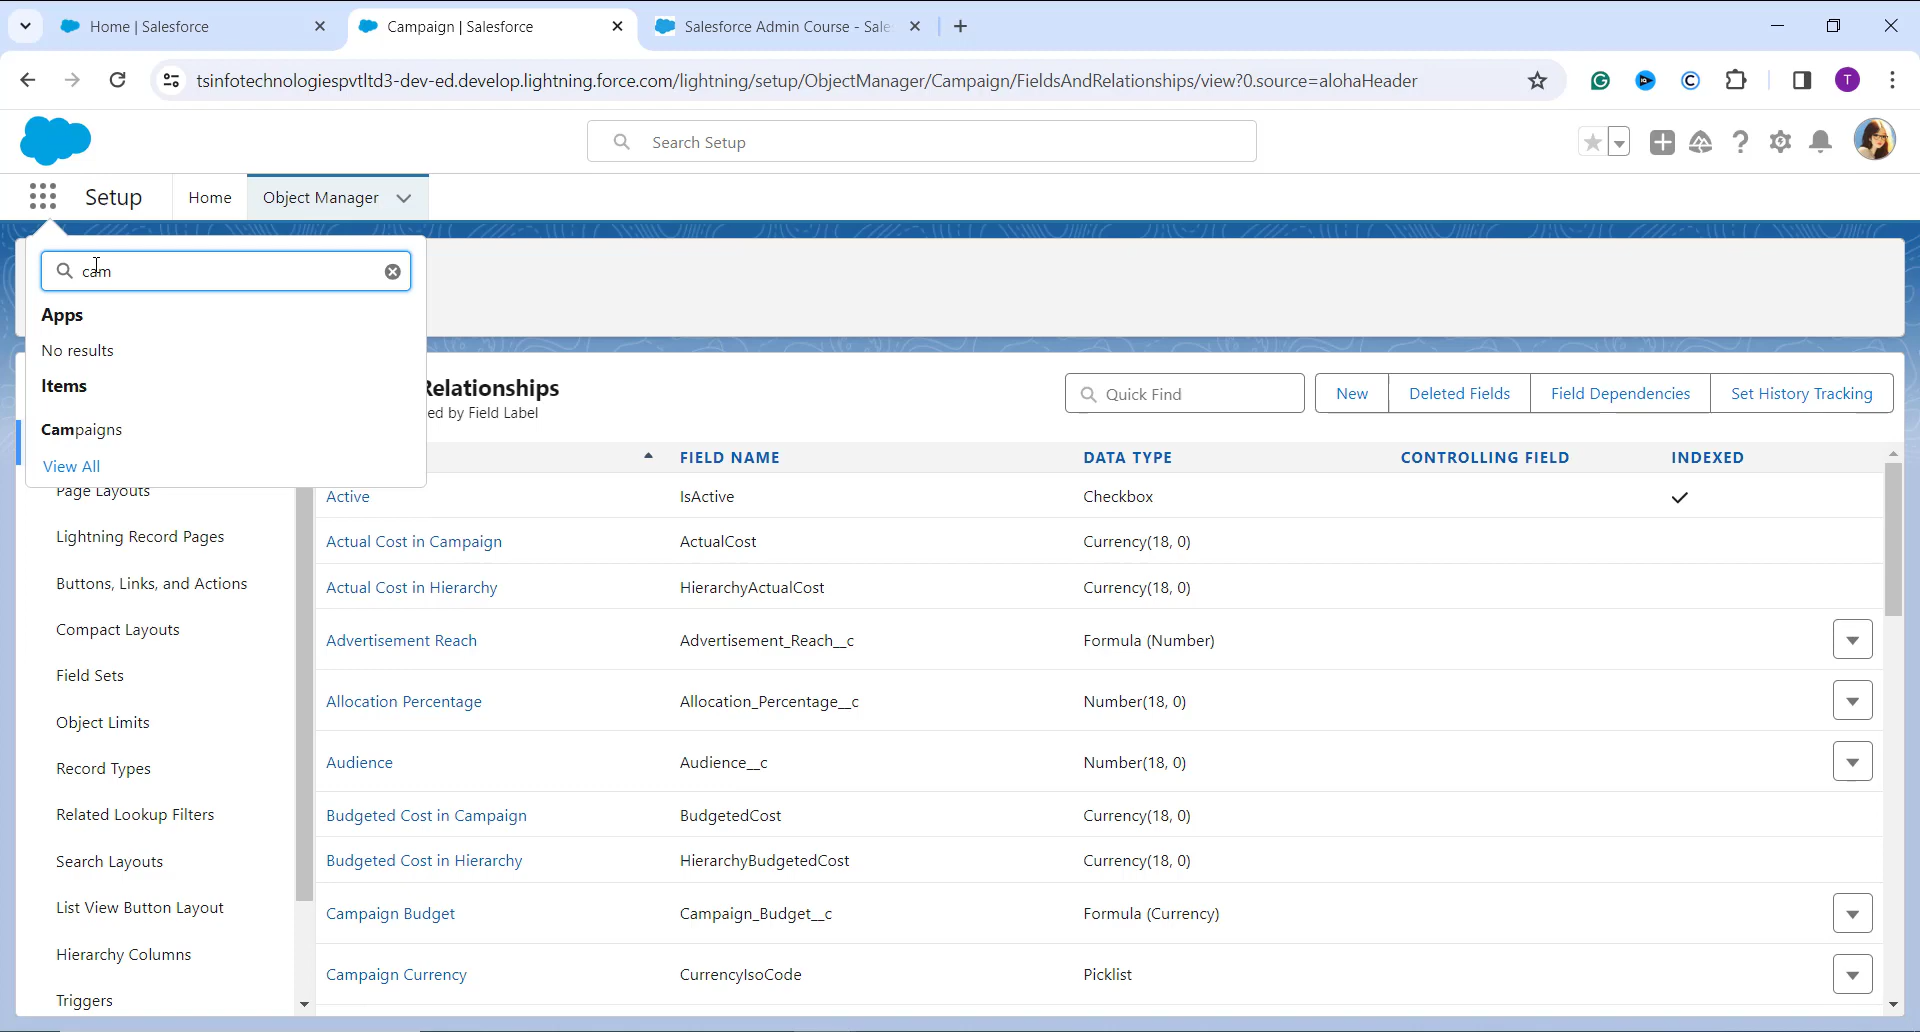 Home | Salesforce
Campaign | Salesforce
Salesforce Admin Course - Sale
tsinfotechnologiespvtltd3-dev-ed.develop.lightning.force.com/lightning/setup/ObjectManager/Campaign/FieldsAndRelationships/view?0.source=alohaHeader
T
Search Setup
Setup
Home
Object Manager
cam
Apps
No results
Items
Campaigns
View All
Relationships
ed by Field Label
Quick Find
New
Deleted Fields
Field Dependencies
Set History Tracking
FIELD NAME DATA TYPE CONTROLLING FIELD INDEXED
Page Layouts
Lightning Record Pages
Buttons, Links, and Actions
Compact Layouts
Field Sets
Object Limits
Record Types
Related Lookup Filters
Search Layouts
List View Button Layout
Hierarchy Columns
Triggers
Active IsActive Checkbox
Actual Cost in Campaign ActualCost Currency(18, 0)
Actual Cost in Hierarchy HierarchyActualCost Currency(18, 0)
Advertisement Reach Advertisement_Reach__c Formula (Number)
Allocation Percentage Allocation_Percentage__c Number(18, 0)
Audience Audience__c Number(18, 0)
Budgeted Cost in Campaign BudgetedCost Currency(18, 0)
Budgeted Cost in Hierarchy HierarchyBudgetedCost Currency(18, 0)
Campaign Budget Campaign_Budget__c Formula (Currency)
Campaign Currency CurrencyIsoCode Picklist